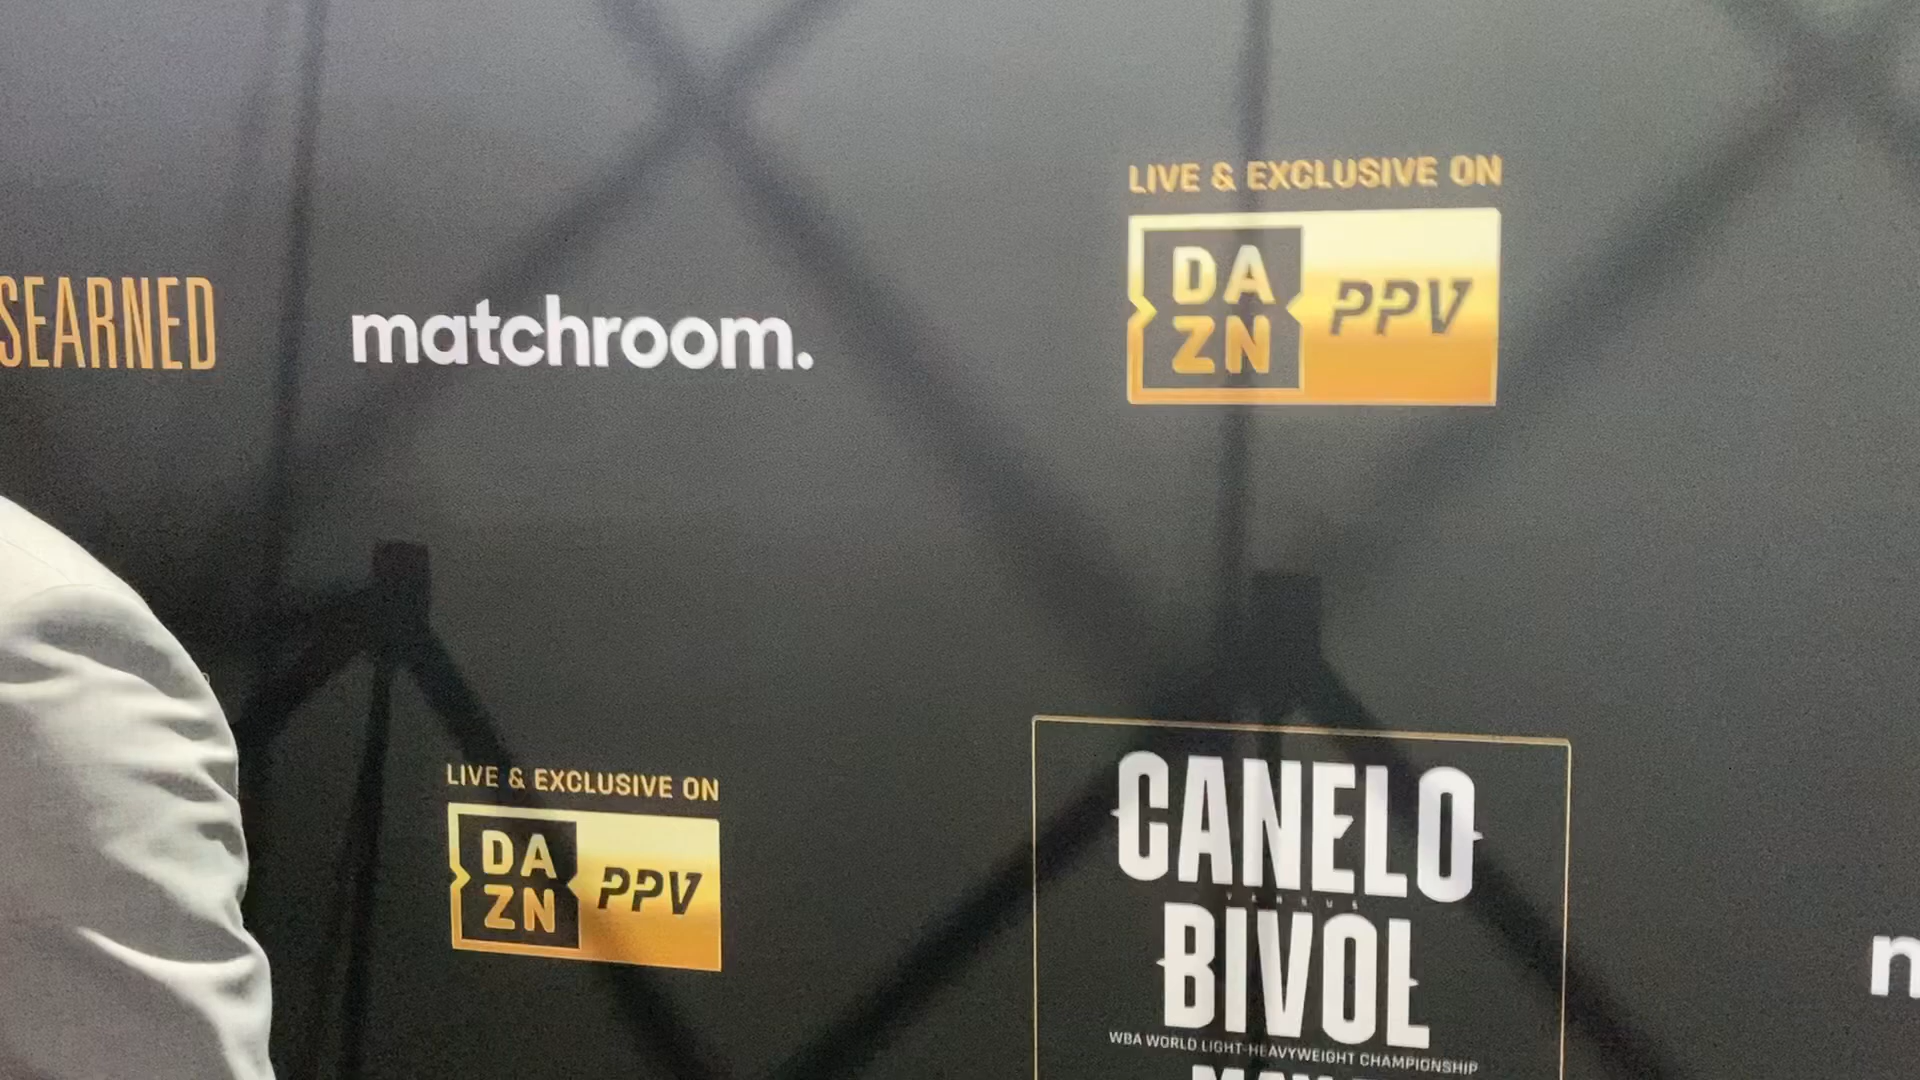 SEARNED
matchroom.
LIVE & EXCLUSIVE ON
DA
ZN
PPV
LIVE & EXCLUSIVE ON
DA
ZN
PPV
CANELO
VERSUS
BIVOL
WBA WORLD LIGHT-HEAVYWEIGHT CHAMPIONSHIP